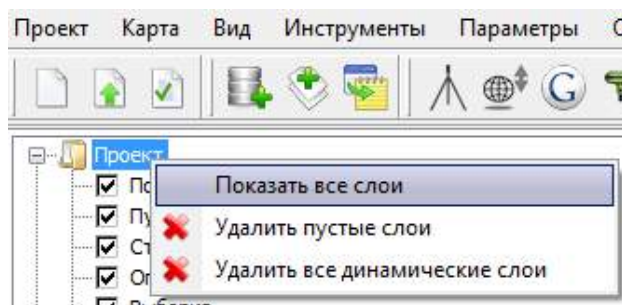 Проект Карта Вид Инструменты Параметры
G
Проект
Показать все слои
Удалить пустые слои
Удалить все динамические слои